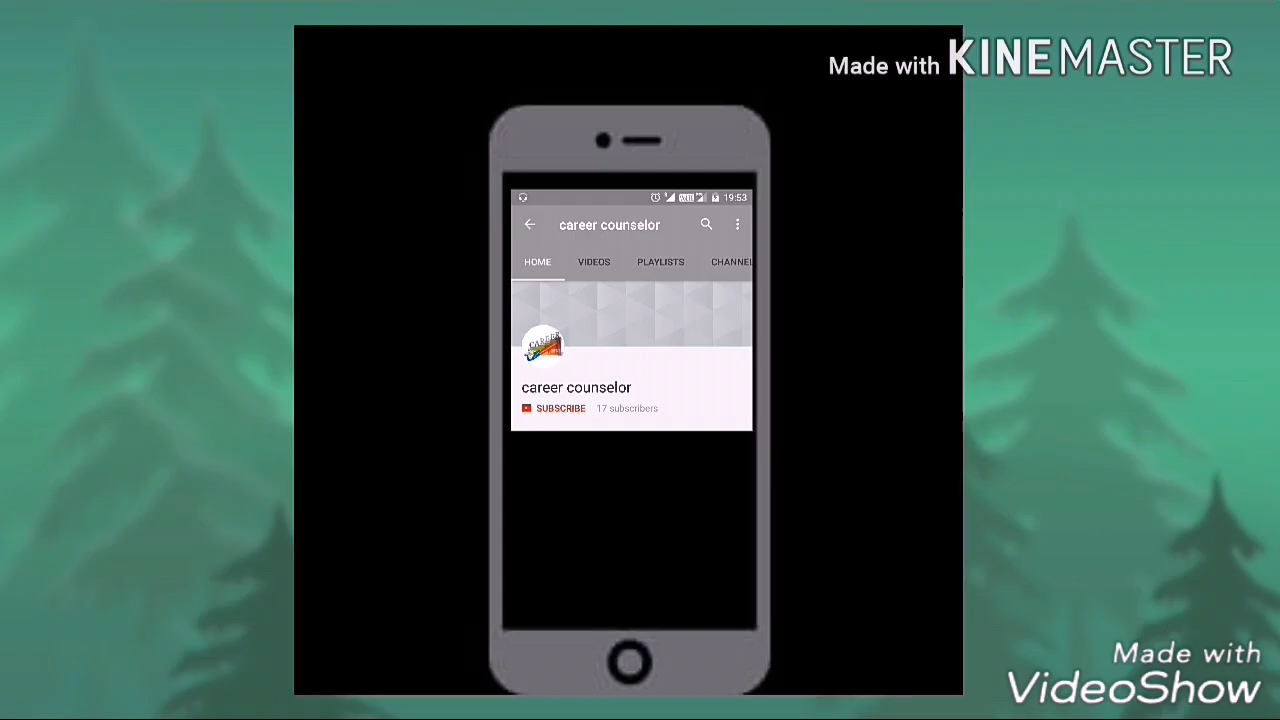 Made with KINEMASTER
19:53
career counselor
HOME VIDEOS PLAYLISTS CHANNEL
CAREER
career counselor
SUBSCRIBE 17 subscribers
Made with
VideoShow